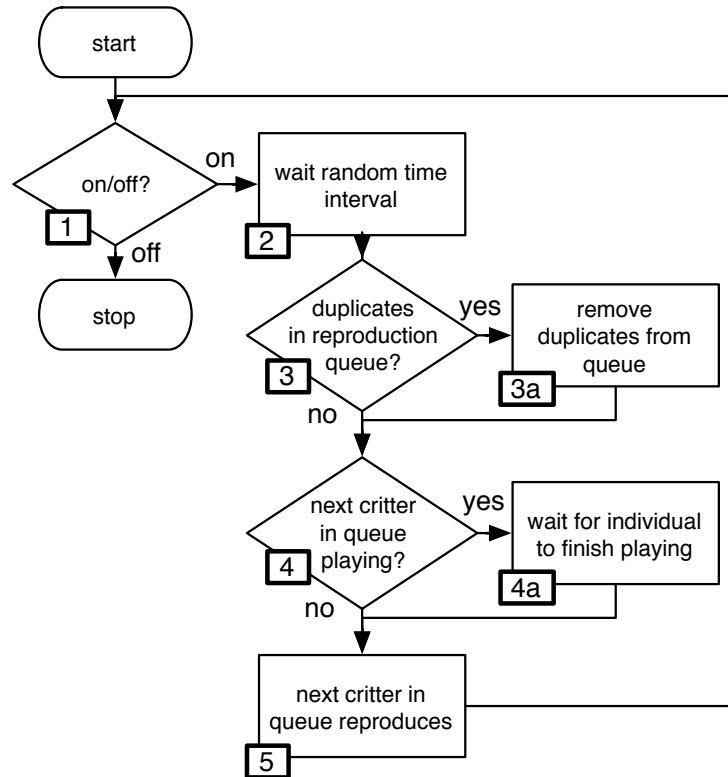 start
on/off?
1
on
off
stop
wait random time
interval
2
duplicates
in reproduction
queue?
3
yes
no
remove
duplicates from
queue
3a
next critter
in queue
playing?
4
yes
no
wait for individual
to finish playing
4a
next critter in
queue reproduces
5